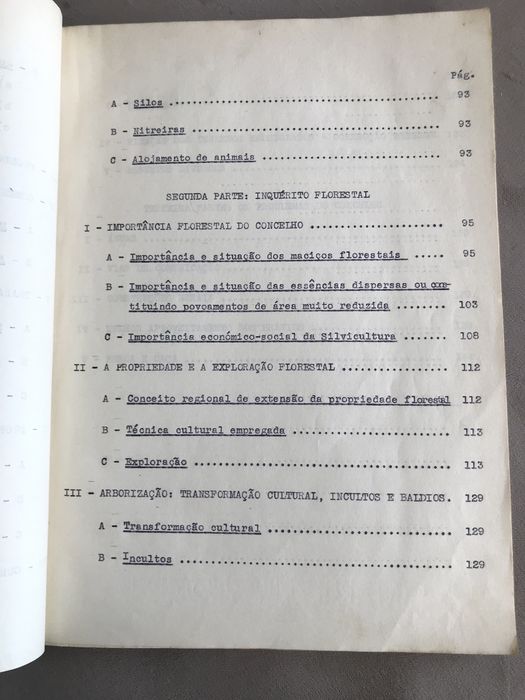 Pág.
A - Silos ........................................ 93
B - Nitreiras .................................... 93
C - Alojamento de animais .......................... 93
SEGUNDA PARTE: INQUÉRITO FLORESTAL
I - IMPORTÂNCIA FLORESTAL DO CONCELHO ...................... 95
A - Importância e situação dos maciços florestais ..... 95
B - Importância e situação das essências dispersas ou cons-
tituindo povoamentos de área muito reduzida ........ 103
C - Importância económico-social da Silvicultura ....... 108
II - A PROPRIEDADE E A EXPLORAÇÃO FLORESTAL ................. 112
A - Conceito regional de extensão da propriedade florestal 112
B - Técnica cultural empregada ......................... 113
C - Exploração ......................................... 113
III - ARBORIZAÇÃO: TRANSFORMAÇÃO CULTURAL, INCULTOS E BALDIOS. 129
A - Transformação cultural ............................. 129
B - Incultos ........................................... 129